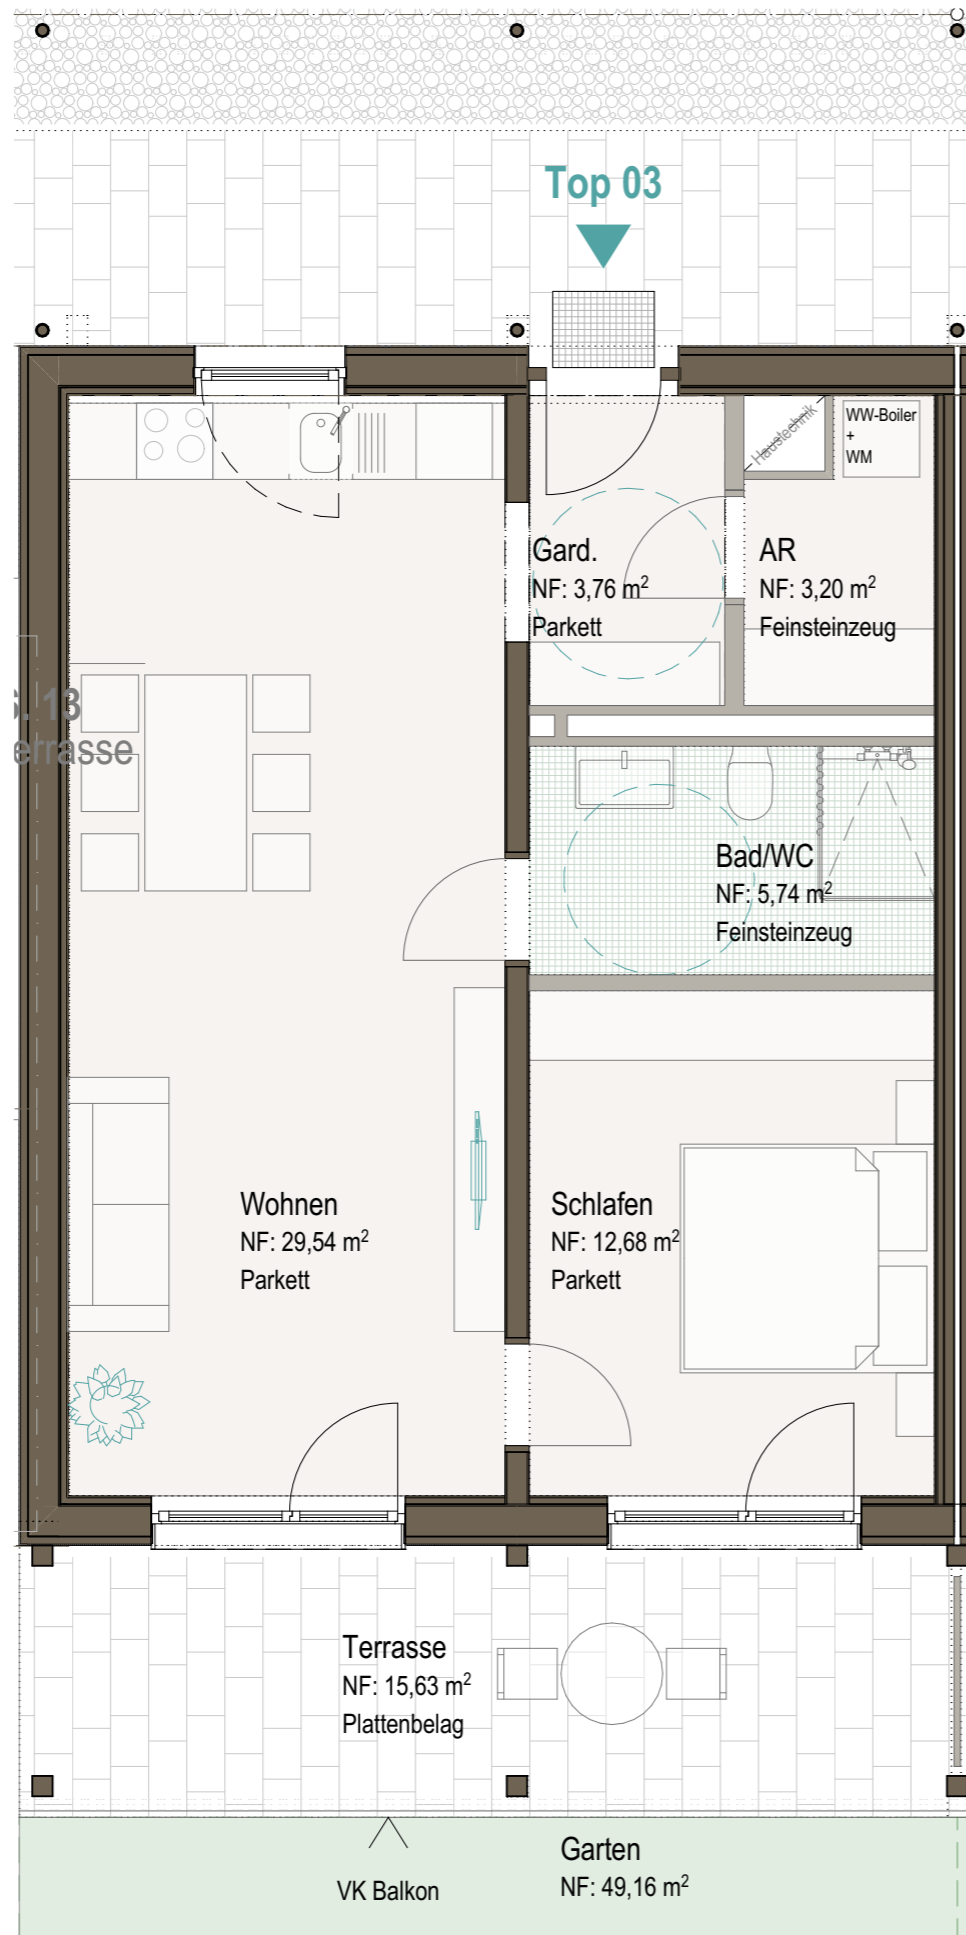 Top 03
Haustechnik
WW-Boiler
+
WM
Gard.
NF: 3,76 m²
Parkett
AR
NF: 3,20 m²
Feinsteinzeug
13
Bad/WC
NF: 5,74 m²
Feinsteinzeug
Wohnen
NF: 29,54 m²
Parkett
Schlafen
NF: 12,68 m²
Parkett
Terrasse
NF: 15,63 m²
Plattenbelag
Garten
NF: 49,16 m²
VK Balkon